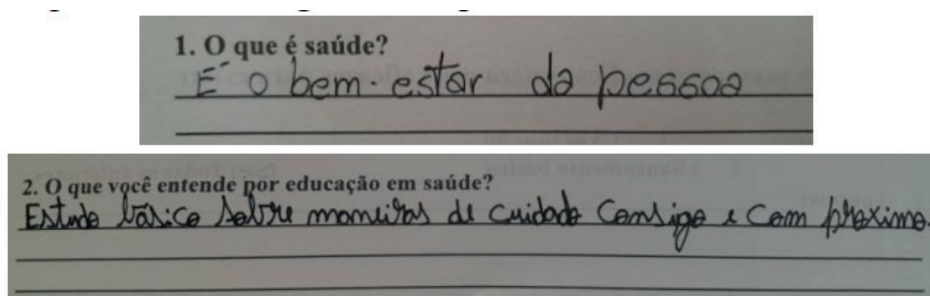 1. O que é saúde?
É o bem-estar da pessoa
2. O que você entende por educação em saúde?
Estudo básico sobre maneiras de cuidado consigo e com proximo.